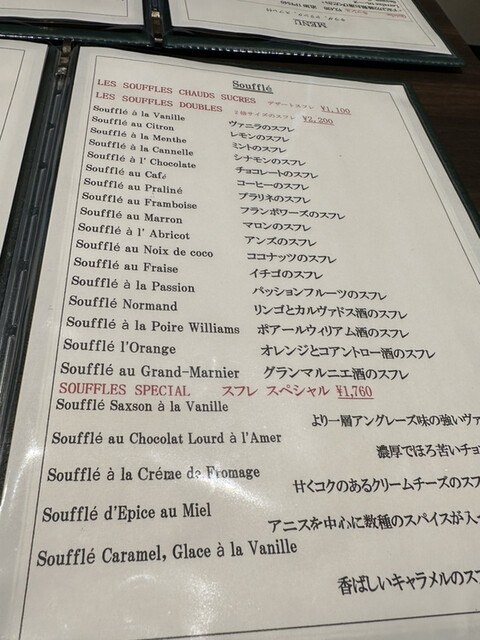 MENU
Soufflé
LES SOUFFLES CHAUDS SUCRES デザートスフレ ¥1,100
LES SOUFFLES DOUBLES 2倍サイズのスフレ ¥2,200
Soufflé à la Vanille ヴァニラのスフレ
Soufflé au Citron レモンのスフレ
Soufflé à la Menthe ミントのスフレ
Soufflé à la Cannelle シナモンのスフレ
Soufflé à l' Chocolate チョコレートのスフレ
Soufflé au Café コーヒーのスフレ
Soufflé au Praliné プラリネのスフレ
Soufflé au Framboise フランボワーズのスフレ
Soufflé au Marron マロンのスフレ
Soufflé à l' Abricot アンズのスフレ
Soufflé au Noix de coco ココナッツのスフレ
Soufflé au Fraise イチゴのスフレ
Soufflé à la Passion パッションフルーツのスフレ
Soufflé Normand リンゴとカルヴァドス酒のスフレ
Soufflé à la Poire Williams ポアールウィリアム酒のスフレ
Soufflé l'Orange オレンジとコアントロー酒のスフレ
Soufflé au Grand-Marnier グランマルニエ酒のスフレ
SOUFFLES SPECIAL スフレ スペシャル ¥1,760
Soufflé Saxson à la Vanille
より一層アングレーズ味の強いヴァ
Soufflé au Chocolat Lourd à l'Amer
濃厚でほろ苦いチョ
Soufflé à la Créme de Fromage
甘くコクのあるクリームチーズのス
Soufflé d'Epice au Miel
アニスを中心に数種のスパイスが入
Soufflé Caramel, Glace à la Vanille
香ばしいキャラメルのス